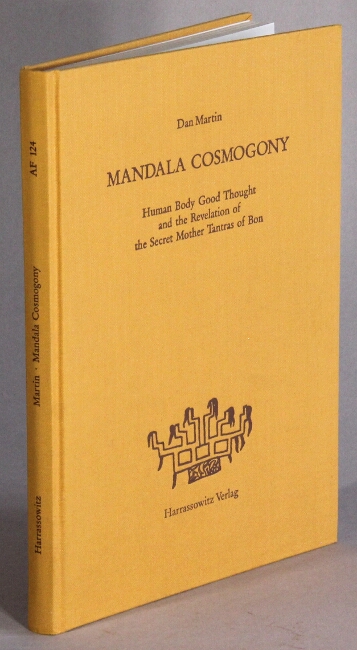 Dan Martin
MANDALA COSMOGONY
Human Body Good Thought
and the Revelation of
the Secret Mother Tantras of Bon
Harrassowitz Verlag
AF 124
Martin · Mandala Cosmogony
Harrassowitz